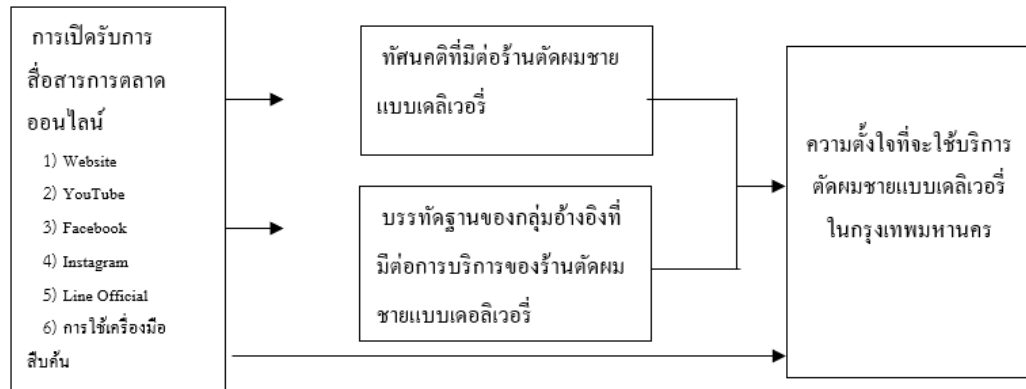 การเปิดรับการ
สื่อสารการตลาด
ออนไลน์
1) Website
2) YouTube
3) Facebook
4) Instagram
5) Line Official
6) การใช้เครื่องมือ
สืบค้น
ทัศนคติที่มีต่อร้านตัดผมชาย
แบบเดลิเวอรี่
บรรทัดฐานของกลุ่มอ้างอิงที่
มีต่อการบริการของร้านตัดผม
ชายแบบเดอลิเวอรี่
ความตั้งใจที่จะใช้บริการ
ตัดผมชายแบบเดลิเวอรี่
ในกรุงเทพมหานคร